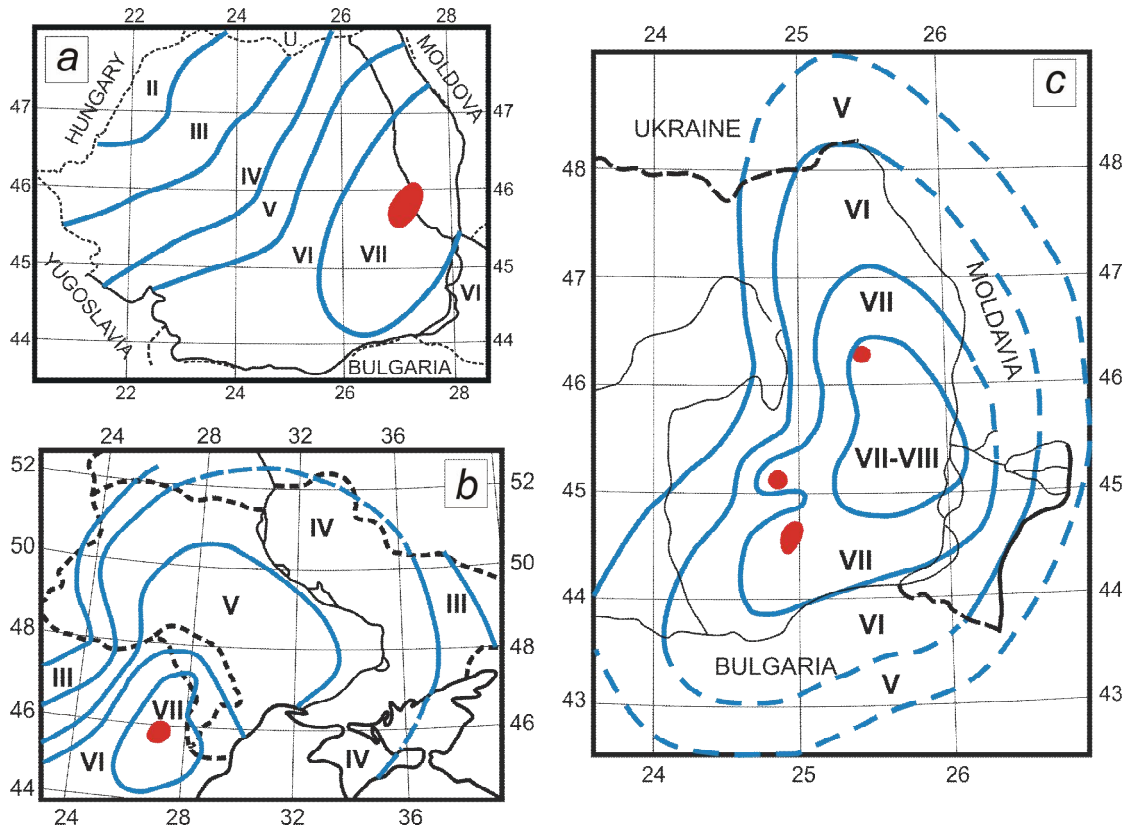 22 24 26 28
a
U.
HUNGARY
MOLDOVA
II
47 47
III
46 46
IV
V
VI VII
45 45
VI
YUGOSLAVIA
44 44
BULGARIA
22 24 26 28
24 28 32 36
b
52 52
IV
50 50
V III
48 48
III
VII
46 46
VI IV
44
24 28 32 36
24 25 26
c
V
UKRAINE
48 48
VI
MOLDAVIA
47 47
VII
46 46
VII-VIII
45 45
VII
44 44
VI
BULGARIA
V
43 43
24 25 26